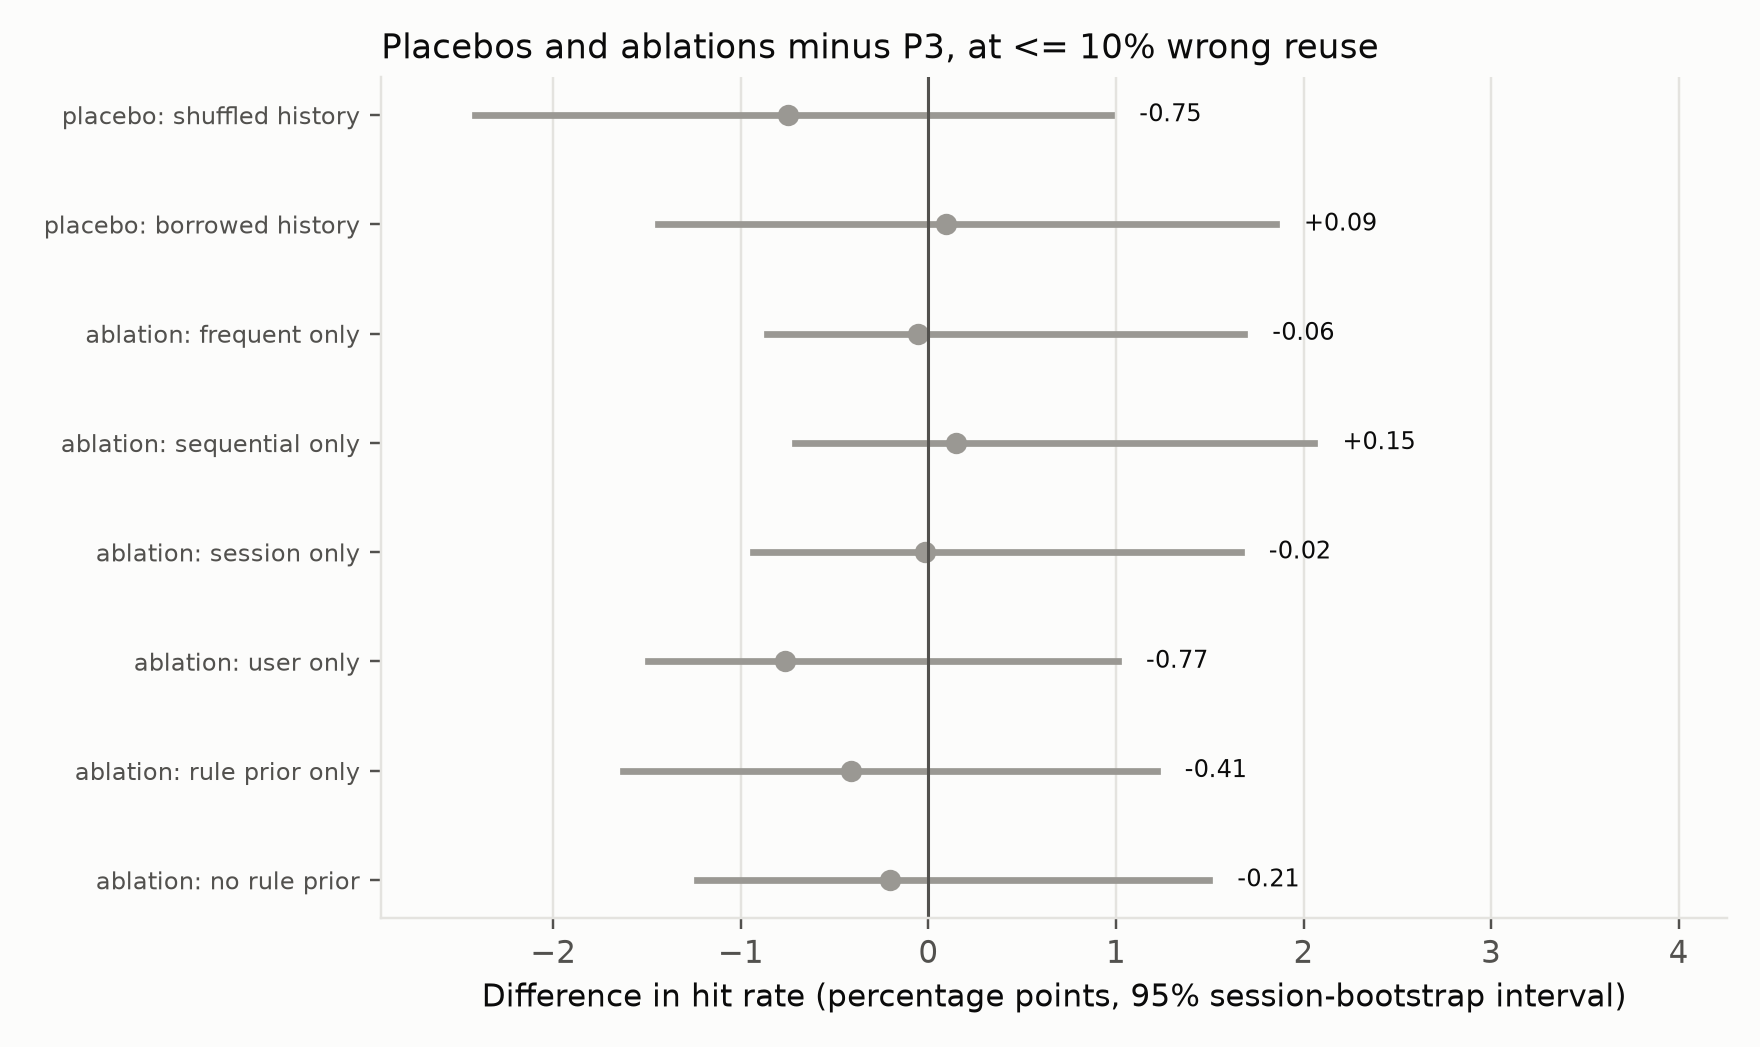 Placebos and ablations minus P3, at <= 10% wrong reuse
placebo: shuffled history
-0.75
placebo: borrowed history
+0.09
ablation: frequent only
-0.06
ablation: sequential only
+0.15
ablation: session only
-0.02
ablation: user only
-0.77
ablation: rule prior only
-0.41
ablation: no rule prior
-0.21
−2 −1 0 1 2 3 4
Difference in hit rate (percentage points, 95% session-bootstrap interval)